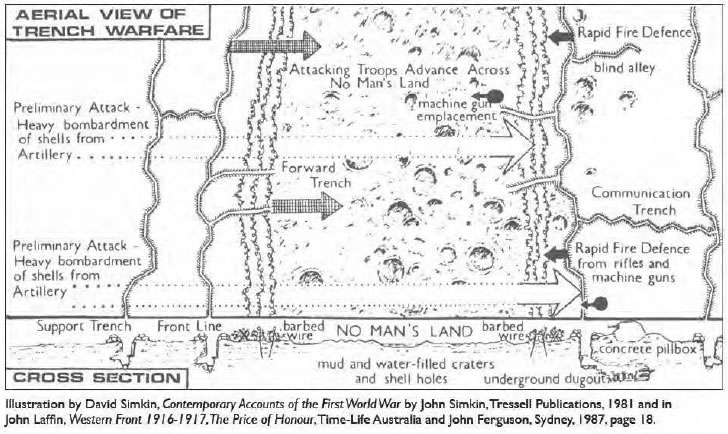 AERIAL VIEW OF
TRENCH WARFARE
Rapid Fire Defence
blind alley
Attacking Troops Advance Across
No Man's Land
machine gun
emplacement
Preliminary Attack -
Heavy bombardment
of shells from
Artillery
Forward
Trench
Communication
Trench
Preliminary Attack -
Heavy bombardment
of shells from
Artillery
Rapid Fire Defence
from rifles and
machine guns
Support Trench
Front Line
barbed
wire
NO MAN'S LAND
barbed
wire
concrete pillbox
mud and water-filled craters
and shell holes
underground dugout
CROSS SECTION
Illustration by David Simkin, Contemporary Accounts of the First World War by John Simkin, Tressell Publications, 1981 and in
John Laffin, Western Front 1916-1917, The Price of Honour, Time-Life Australia and John Ferguson, Sydney, 1987, page 18.